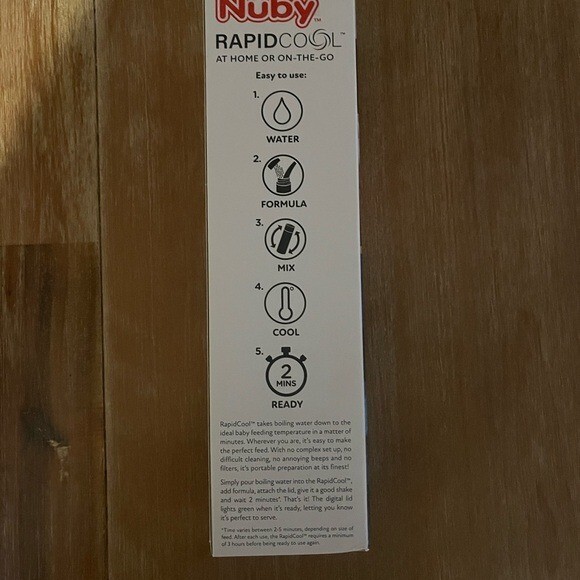 Nuby™
RAPIDCOOL™
AT HOME OR ON-THE-GO
Easy to use:
1.
WATER
2.
FORMULA
3.
MIX
4.
COOL
5.
2
MINS
READY
RapidCool™ takes boiling water down to the
ideal baby feeding temperature in a matter of
minutes. Wherever you are, it's easy to make
the perfect feed. With no complex set up, no
difficult cleaning, no annoying beeps and no
filters, it's portable preparation at its finest!
Simply pour boiling water into the RapidCool™,
add formula, attach the lid, give it a good shake
and wait 2 minutes*. That's it! The digital lid
lights green when it's ready, letting you know
it's perfect to serve.
*Time varies between 2-5 minutes, depending on size of
feed. After each use, the RapidCool™ requires a minimum
of 3 hours before being ready to use again.